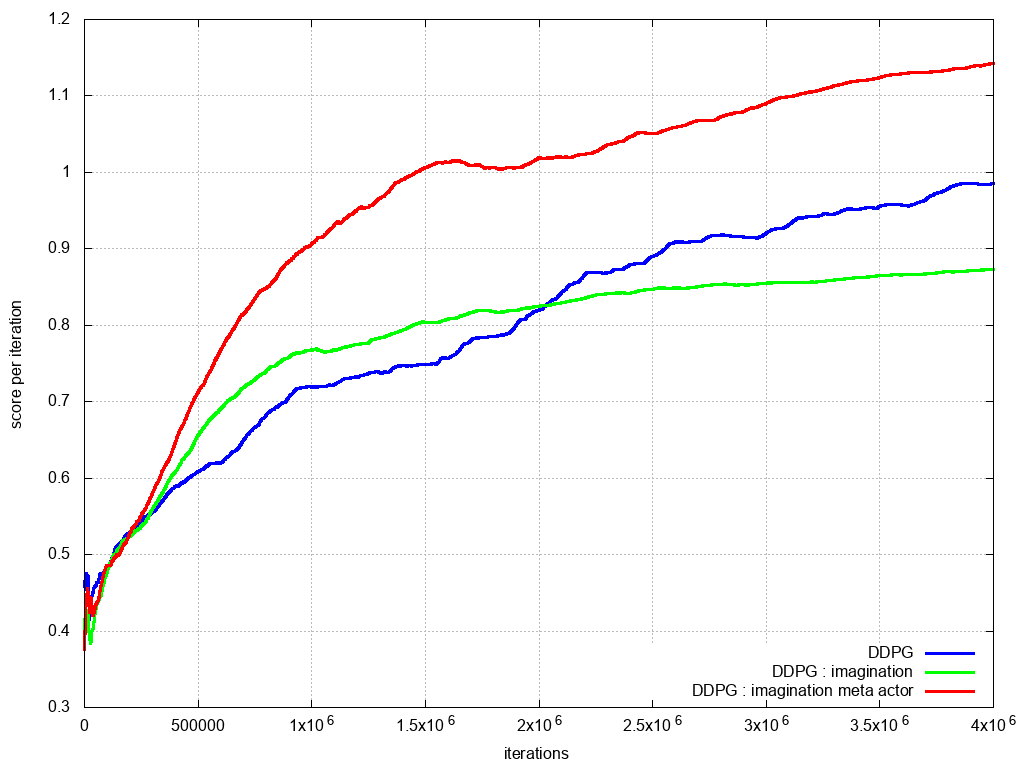 1.2
1.1
1
0.9
0.8
0.7
0.6
0.5
0.4
0.3
score per iteration
DDPG
DDPG : imagination
DDPG : imagination meta actor
0 500000 1x10^6 1.5x10^6 2x10^6 2.5x10^6 3x10^6 3.5x10^6 4x10^6
iterations